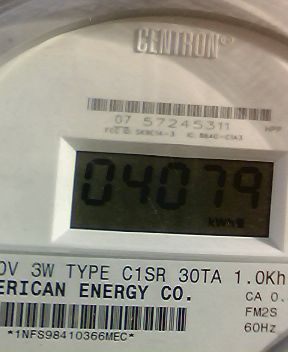 CENTRON®
07 57245311
04079
kWh
0V 3W TYPE C1SR 30TA 1.0Kh
ERICAN ENERGY CO.
CA 0.
FM2S
*1NFS98410366MEC*
60Hz